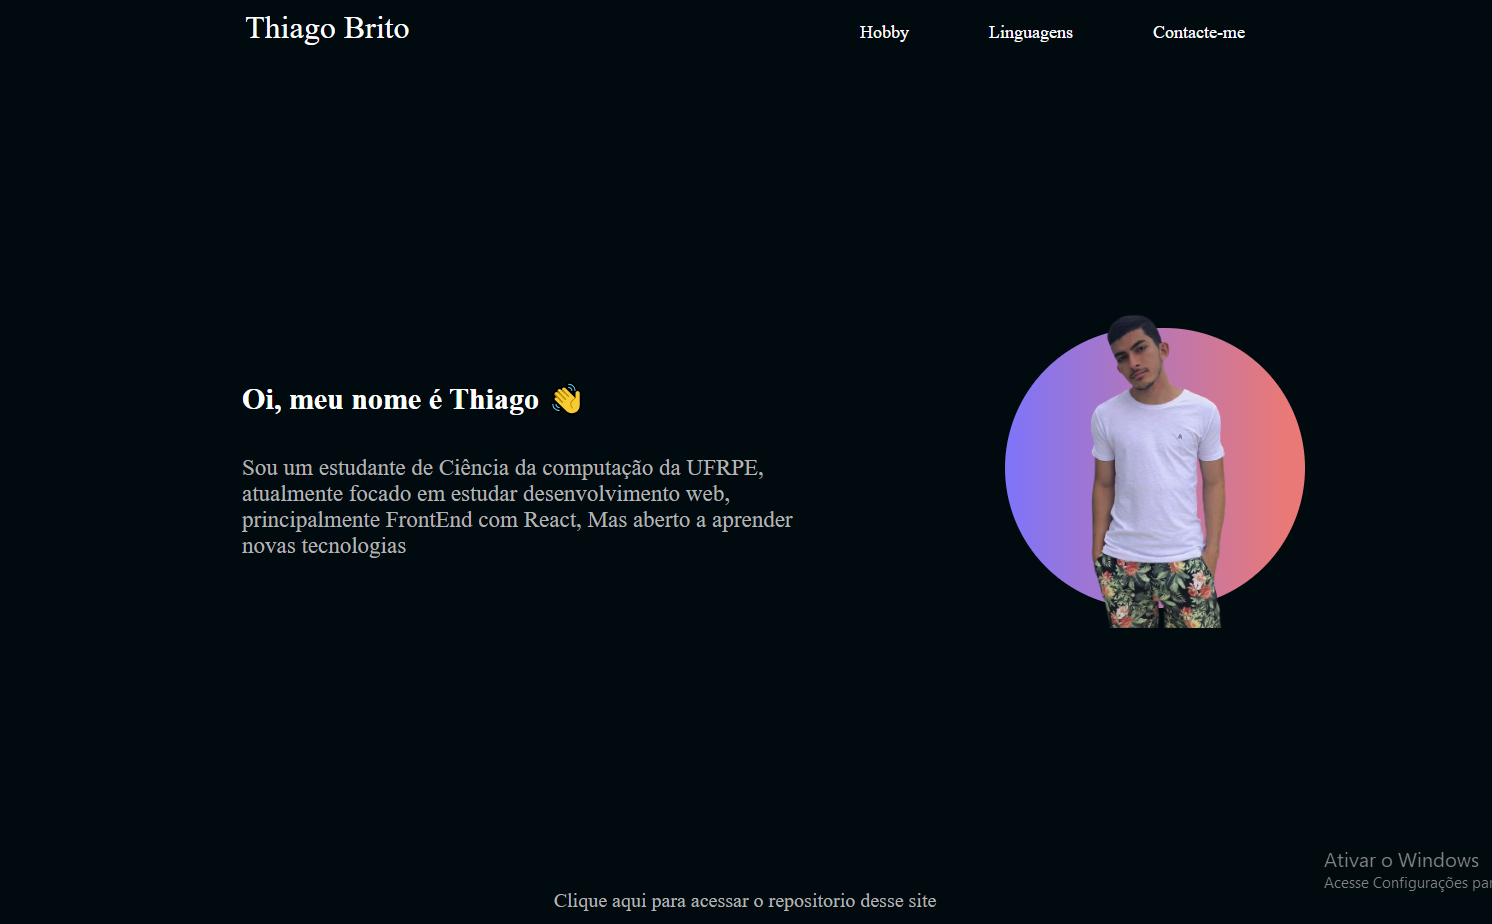 Thiago Brito
Hobby
Linguagens
Contacte-me
Oi, meu nome é Thiago 👋
Sou um estudante de Ciência da computação da UFRPE,
atualmente focado em estudar desenvolvimento web,
principalmente FrontEnd com React, Mas aberto a aprender
novas tecnologias
Ativar o Windows
Acesse Configurações par
Clique aqui para acessar o repositorio desse site